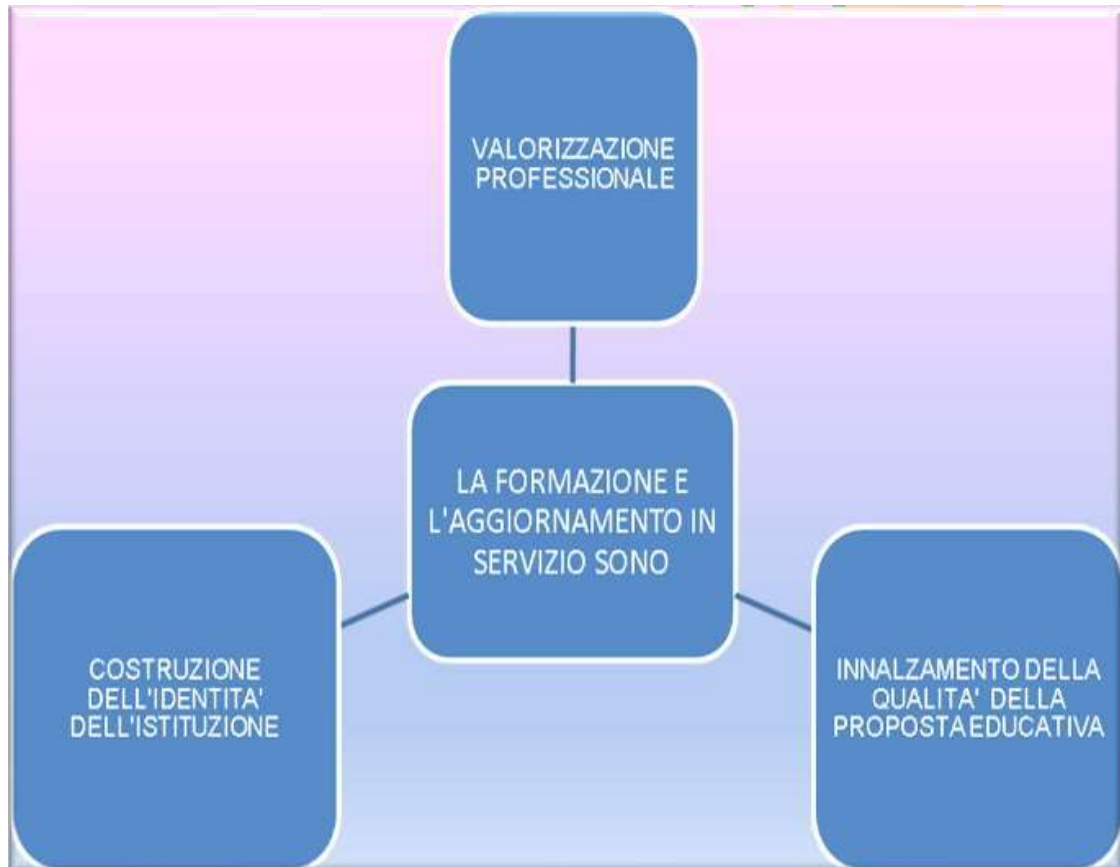 VALORIZZAZIONE
PROFESSIONALE
LA FORMAZIONE E
L'AGGIORNAMENTO IN
SERVIZIO SONO
COSTRUZIONE
DELL'IDENTITA'
DELL'ISTITUZIONE
INNALZAMENTO DELLA
QUALITA' DELLA
PROPOSTA EDUCATIVA